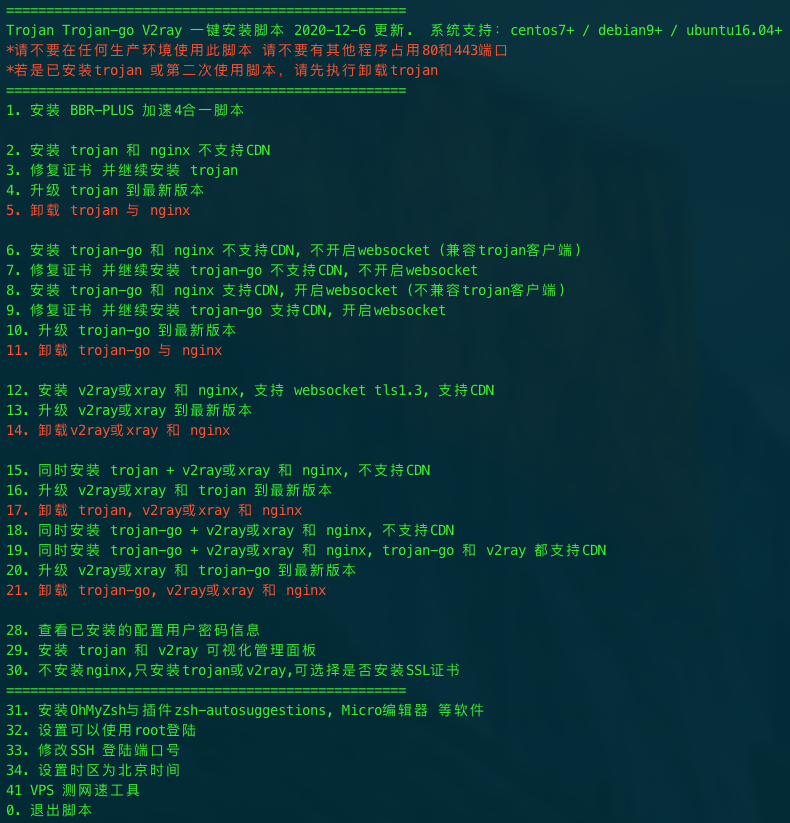 ==================================================
Trojan Trojan-go V2ray 一键安装脚本 2020-12-6 更新.  系统支持：centos7+ / debian9+ / ubuntu16.04+
*请不要在任何生产环境使用此脚本 请不要有其他程序占用80和443端口
*若是已安装trojan 或第二次使用脚本，请先执行卸载trojan
==================================================
1. 安装 BBR-PLUS 加速4合一脚本
2. 安装 trojan 和 nginx 不支持CDN
3. 修复证书 并继续安装 trojan
4. 升级 trojan 到最新版本
5. 卸载 trojan 与 nginx
6. 安装 trojan-go 和 nginx 不支持CDN, 不开启websocket (兼容trojan客户端)
7. 修复证书 并继续安装 trojan-go 不支持CDN, 不开启websocket
8. 安装 trojan-go 和 nginx 支持CDN, 开启websocket (不兼容trojan客户端)
9. 修复证书 并继续安装 trojan-go 支持CDN, 开启websocket
10. 升级 trojan-go 到最新版本
11. 卸载 trojan-go 与 nginx
12. 安装 v2ray或xray 和 nginx, 支持 websocket tls1.3, 支持CDN
13. 升级 v2ray或xray 到最新版本
14. 卸载v2ray或xray 和 nginx
15. 同时安装 trojan + v2ray或xray 和 nginx, 不支持CDN
16. 升级 v2ray或xray 和 trojan 到最新版本
17. 卸载 trojan, v2ray或xray 和 nginx
18. 同时安装 trojan-go + v2ray或xray 和 nginx, 不支持CDN
19. 同时安装 trojan-go + v2ray或xray 和 nginx, trojan-go 和 v2ray 都支持CDN
20. 升级 v2ray或xray 和 trojan-go 到最新版本
21. 卸载 trojan-go, v2ray或xray 和 nginx
28. 查看已安装的配置用户密码信息
29. 安装 trojan 和 v2ray 可视化管理面板
30. 不安装nginx,只安装trojan或v2ray,可选择是否安装SSL证书
==================================================
31. 安装OhMyZsh与插件zsh-autosuggestions, Micro编辑器 等软件
32. 设置可以使用root登陆
33. 修改SSH 登陆端口号
34. 设置时区为北京时间
41 VPS 测网速工具
0. 退出脚本